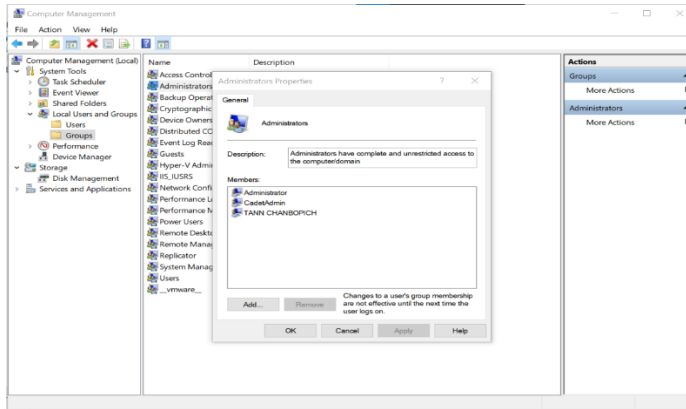 Computer Management
File Action View Help
Computer Management (Local)
System Tools
Task Scheduler
Event Viewer
Shared Folders
Local Users and Groups
Users
Groups
Performance
Device Manager
Storage
Disk Management
Services and Applications
Name Description
Access Control
Administrators
Backup Operat
Cryptographic
Device Owners
Distributed CO
Event Log Rea
Guests
Hyper-V Admi
IIS_IUSRS
Network Confi
Performance L
Performance M
Power Users
Remote Deskt
Remote Manag
Replicator
System Manag
Users
__vmware__
Administrators Properties ?
General
Administrators
Description: Administrators have complete and unrestricted access to
the computer/domain
Members:
Administrator
CadetAdmin
TANN CHANBOPICH
Add... Remove
Changes to a user's group membership
are not effective until the next time the
user logs on.
OK Cancel Apply Help
Actions
Groups
More Actions
Administrators
More Actions